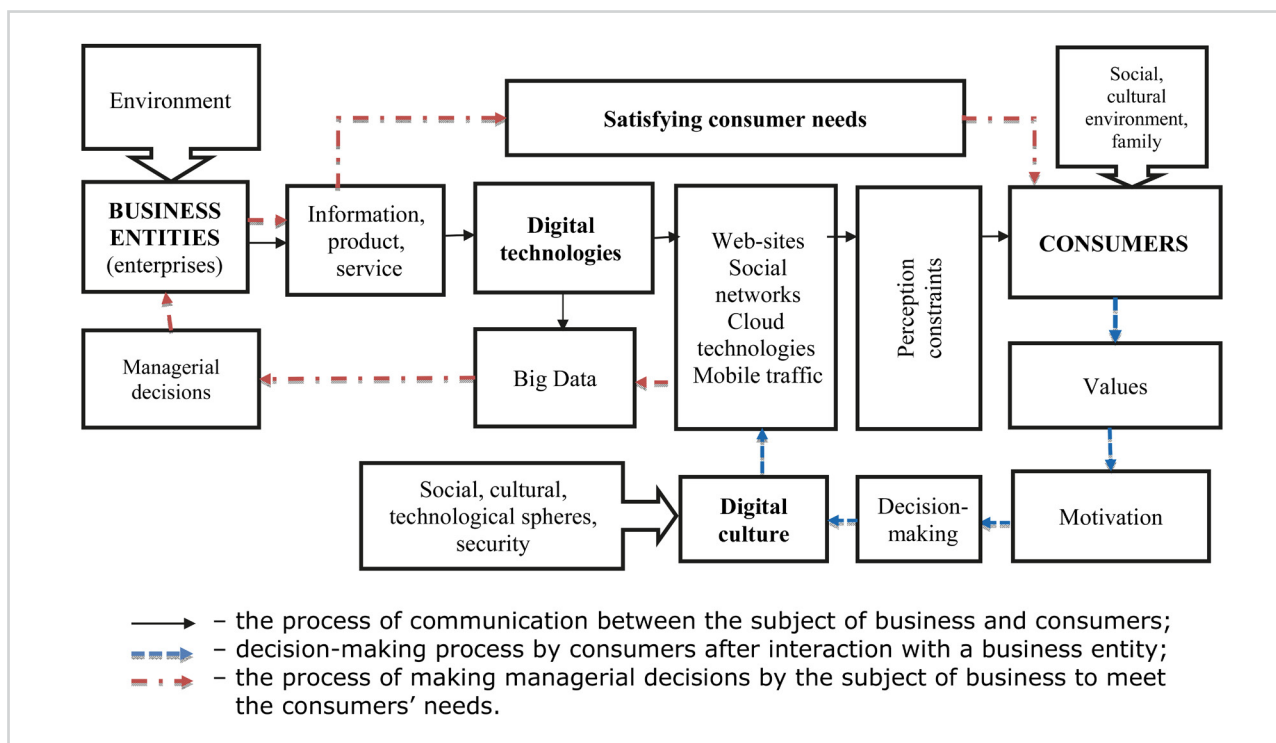 Environment
Satisfying consumer needs
Social,
cultural
environment,
family
BUSINESS
ENTITIES
(enterprises)
Information,
product,
service
Digital
technologies
Web-sites
Social
networks
Cloud
technologies
Mobile traffic
Perception
constraints
CONSUMERS
Managerial
decisions
Big Data
Values
Social, cultural,
technological spheres,
security
Digital
culture
Decision-
making
Motivation
– the process of communication between the subject of business and consumers;
– decision-making process by consumers after interaction with a business entity;
– the process of making managerial decisions by the subject of business to meet
the consumers’ needs.